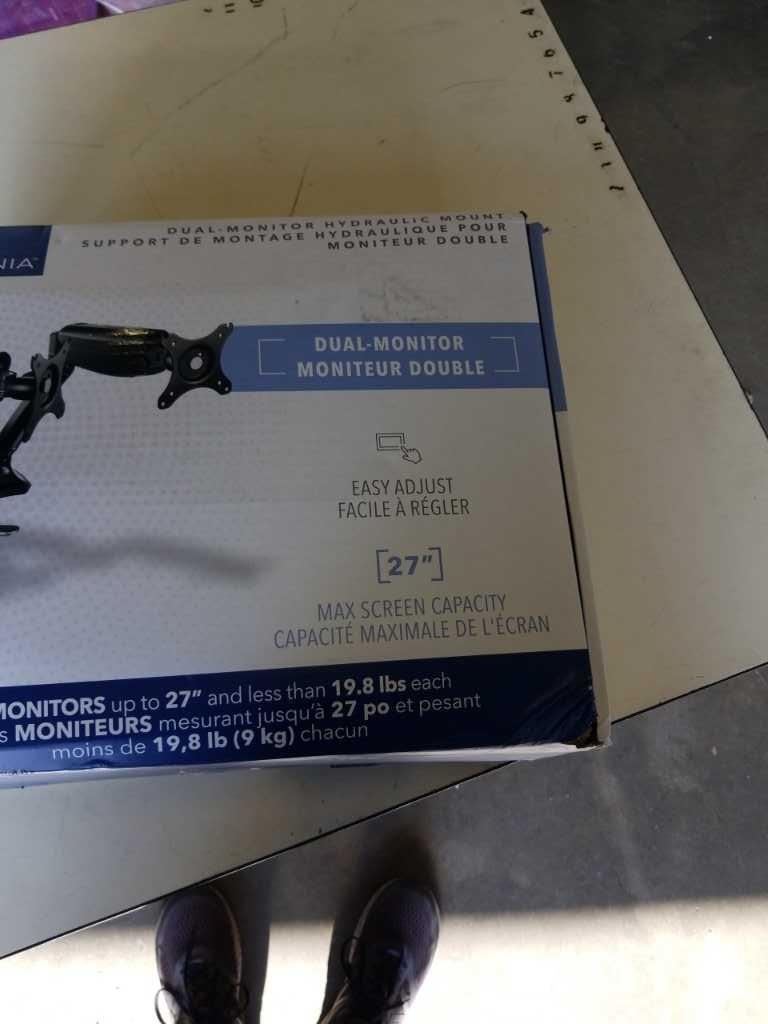 DUAL-MONITOR HYDRAULIC MOUNT
SUPPORT DE MONTAGE HYDRAULIQUE POUR
MONITEUR DOUBLE
NIA™
DUAL-MONITOR
MONITEUR DOUBLE
EASY ADJUST
FACILE À RÉGLER
27"
MAX SCREEN CAPACITY
CAPACITÉ MAXIMALE DE L'ÉCRAN
MONITORS up to 27" and less than 19.8 lbs each
s MONITEURS mesurant jusqu'à 27 po et pesant
moins de 19,8 lb (9 kg) chacun